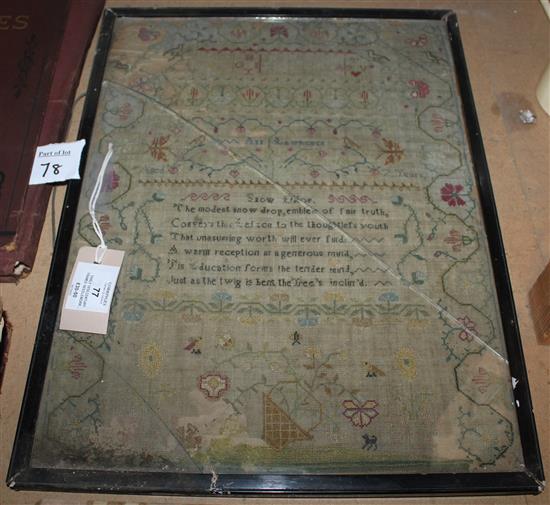 ES
Part of lot
78
77
Snow Drop.
The modest snow drop, emblem of fair truth,
Conveys this Lesson to the thoughtless youth
That unassuming worth will ever find
A warm reception in a generous mind,
Tis Education forms the tender mind,
Just as the twig is bent the Tree's inclin'd.